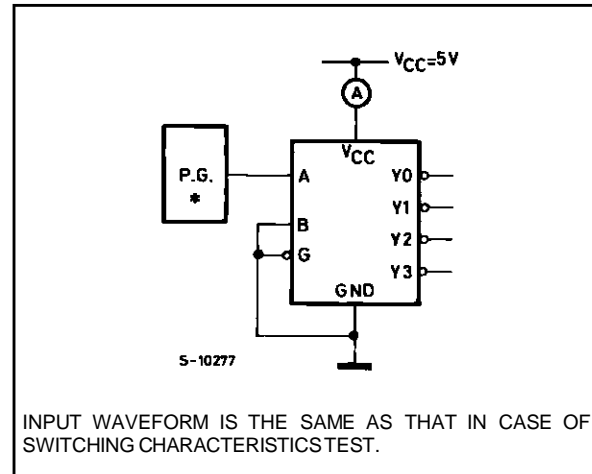 VCC=5V
A
VCC
P.G.
*
A
B
G
Y0
Y1
Y2
Y3
GND
S-10277
INPUT WAVEFORM IS THE SAME AS THAT IN CASE OF
SWITCHING CHARACTERISTICS TEST.